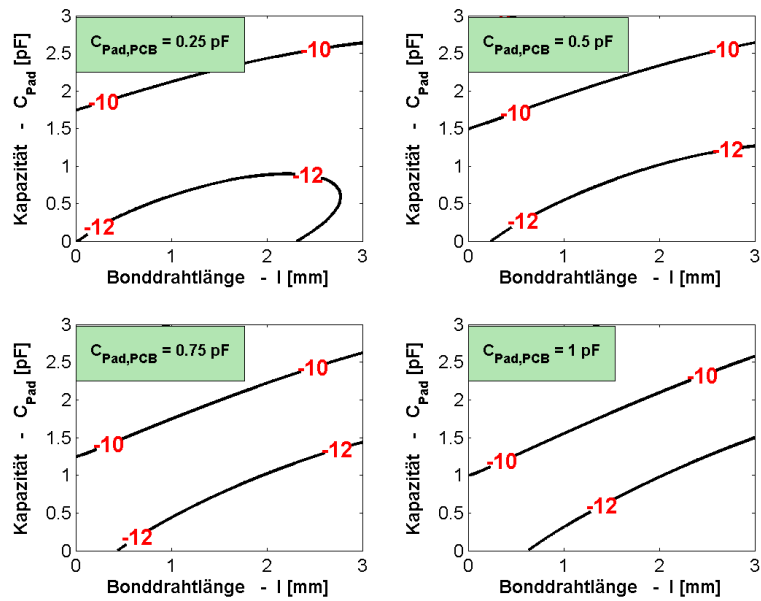 3
2.5
2
1.5
1
0.5
0
Kapazität - C_Pad [pF]
C_Pad,PCB = 0.25 pF
-10
-10
-12
-12
0 1 2 3
Bonddrahtlänge - l [mm]
3
2.5
2
1.5
1
0.5
0
Kapazität - C_Pad [pF]
C_Pad,PCB = 0.5 pF
-10
-10
-12
-12
0 1 2 3
Bonddrahtlänge - l [mm]
3
2.5
2
1.5
1
0.5
0
Kapazität - C_Pad [pF]
C_Pad,PCB = 0.75 pF
-10
-10
-12
-12
0 1 2 3
Bonddrahtlänge - l [mm]
3
2.5
2
1.5
1
0.5
0
Kapazität - C_Pad [pF]
C_Pad,PCB = 1 pF
-10
-10
-12
0 1 2 3
Bonddrahtlänge - l [mm]